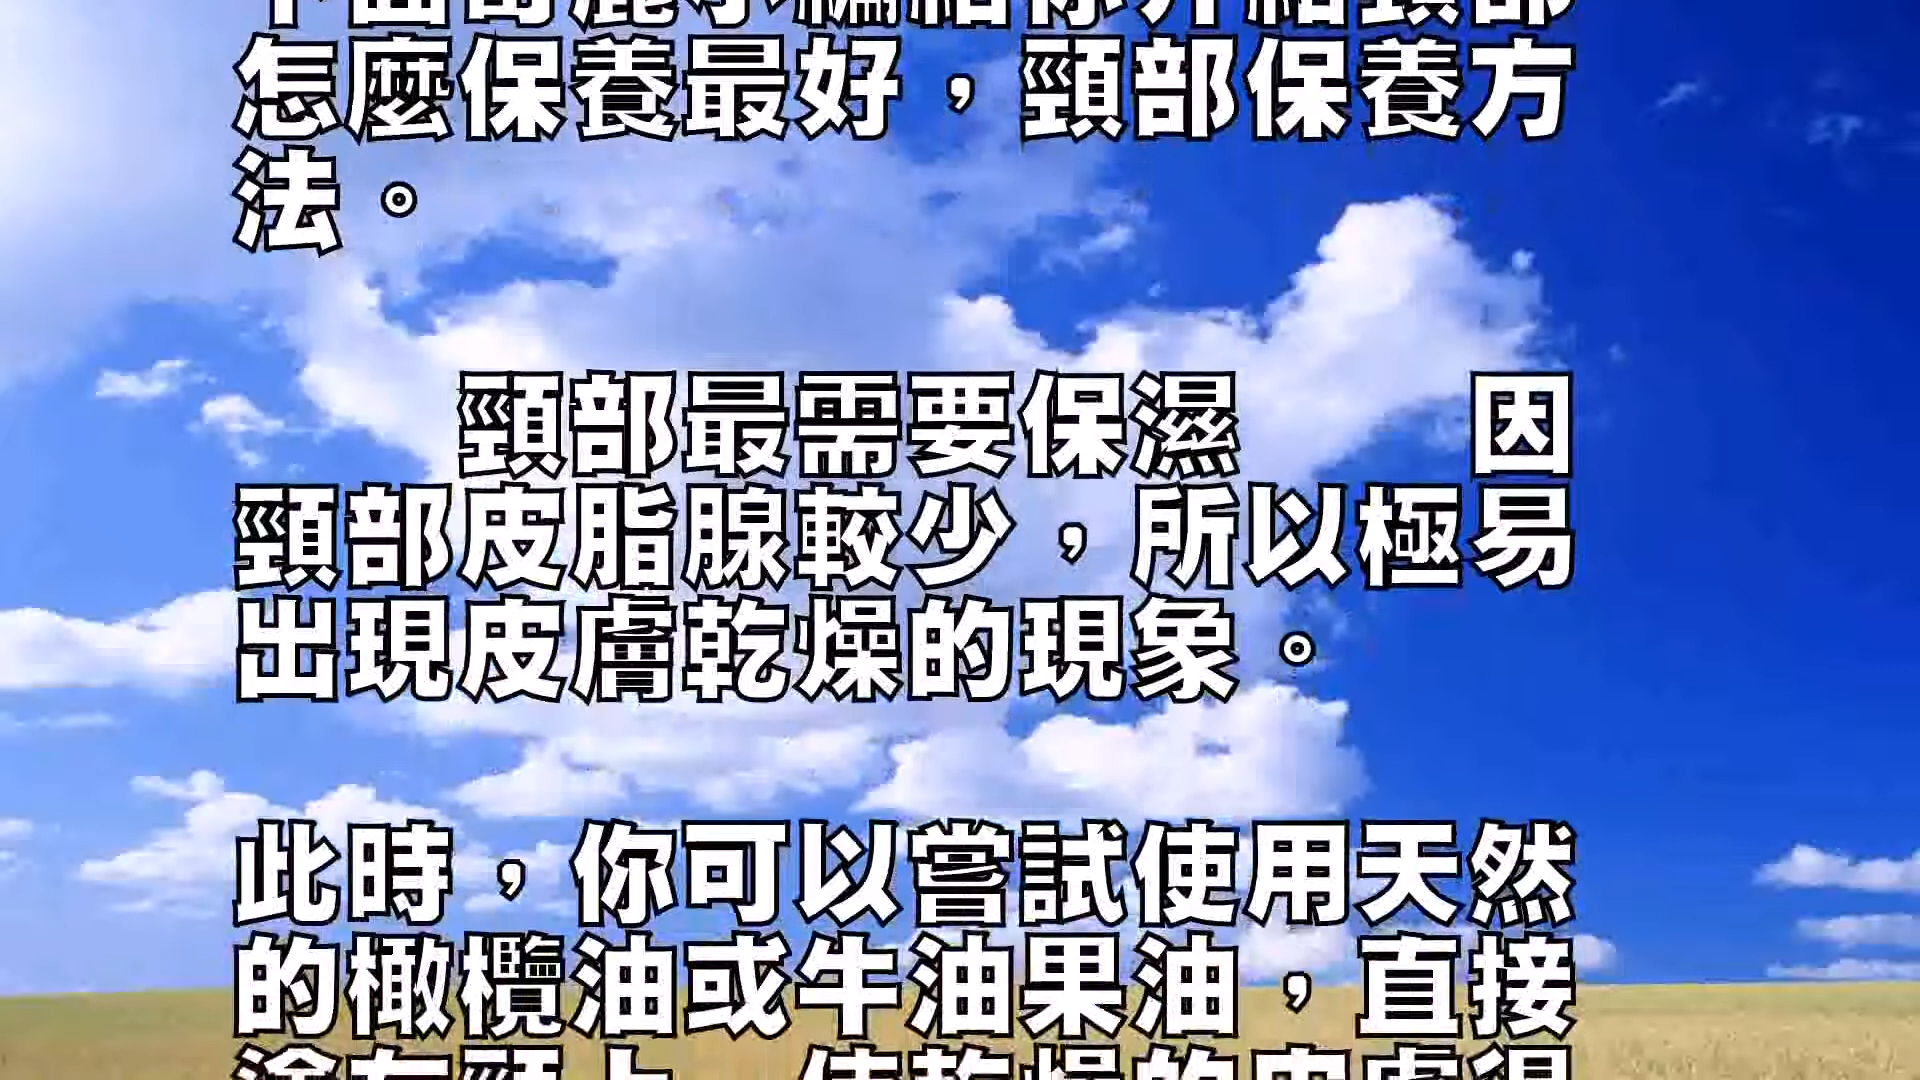 怎麼保養最好，頸部保養方
法。
頸部最需要保濕　　因
頸部皮脂腺較少，所以極易
出現皮膚乾燥的現象。
此時，你可以嘗試使用天然
的橄欖油或牛油果油，直接